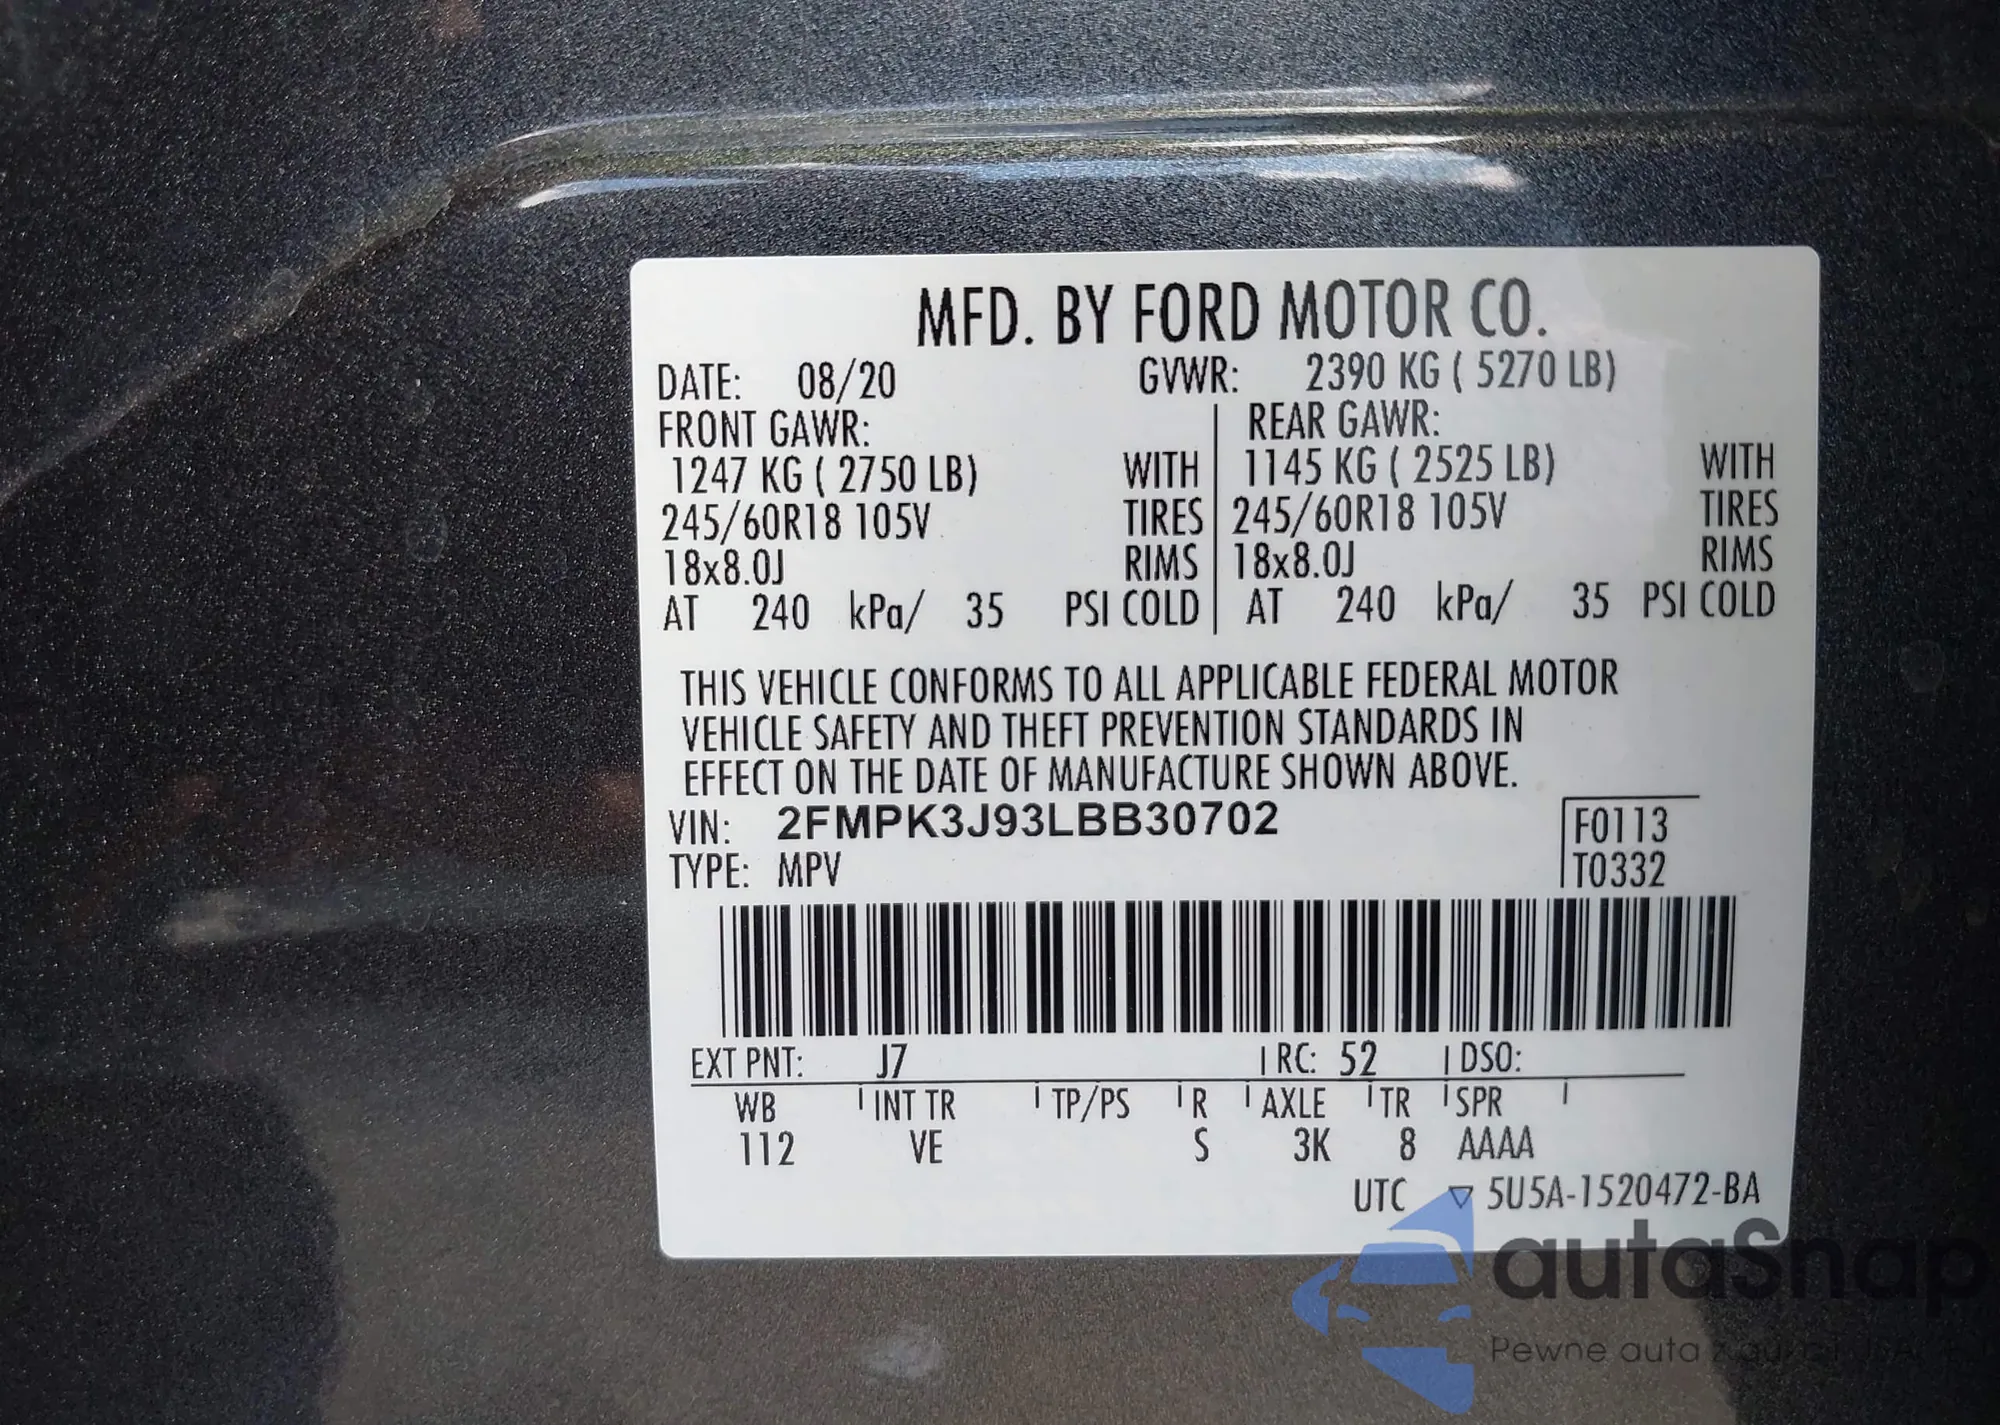 MFD. BY FORD MOTOR CO.
DATE: 08/20 GVWR: 2390 KG ( 5270 LB)
FRONT GAWR: REAR GAWR:
1247 KG ( 2750 LB) WITH 1145 KG ( 2525 LB) WITH
245/60R18 105V TIRES 245/60R18 105V TIRES
18x8.0J RIMS 18x8.0J RIMS
AT 240 kPa/ 35 PSI COLD AT 240 kPa/ 35 PSI COLD
THIS VEHICLE CONFORMS TO ALL APPLICABLE FEDERAL MOTOR
VEHICLE SAFETY AND THEFT PREVENTION STANDARDS IN
EFFECT ON THE DATE OF MANUFACTURE SHOWN ABOVE.
VIN: 2FMPK3J93LBB30702 F0113
TYPE: MPV T0332
EXT PNT: J7 RC: 52 DSO:
WB INT TR TP/PS R AXLE TR SPR
112 VE S 3K 8 AAAA
UTC ▽ 5U5A-1520472-BA
autaSnap
Pewne auta z